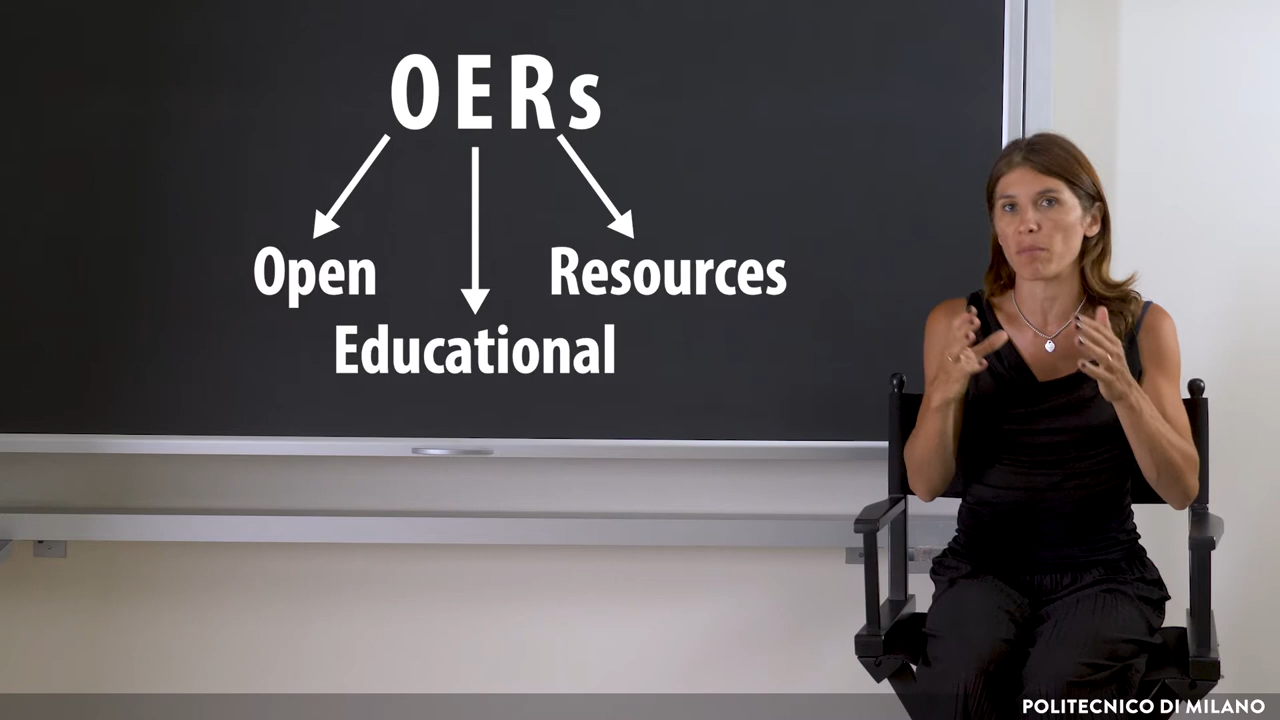 OERs
Open
Resources
Educational
POLITECNICO DI MILANO